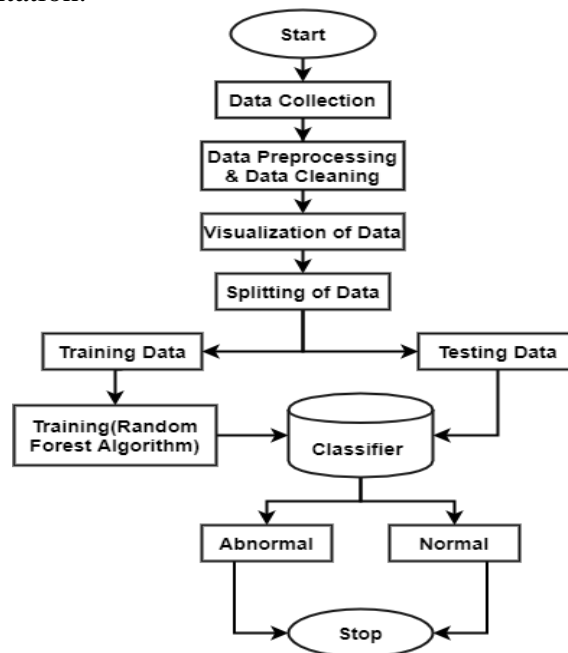 Start
Data Collection
Data Preprocessing
& Data Cleaning
Visualization of Data
Splitting of Data
Training Data
Testing Data
Training(Random
Forest Algorithm)
Classifier
Abnormal
Normal
Stop